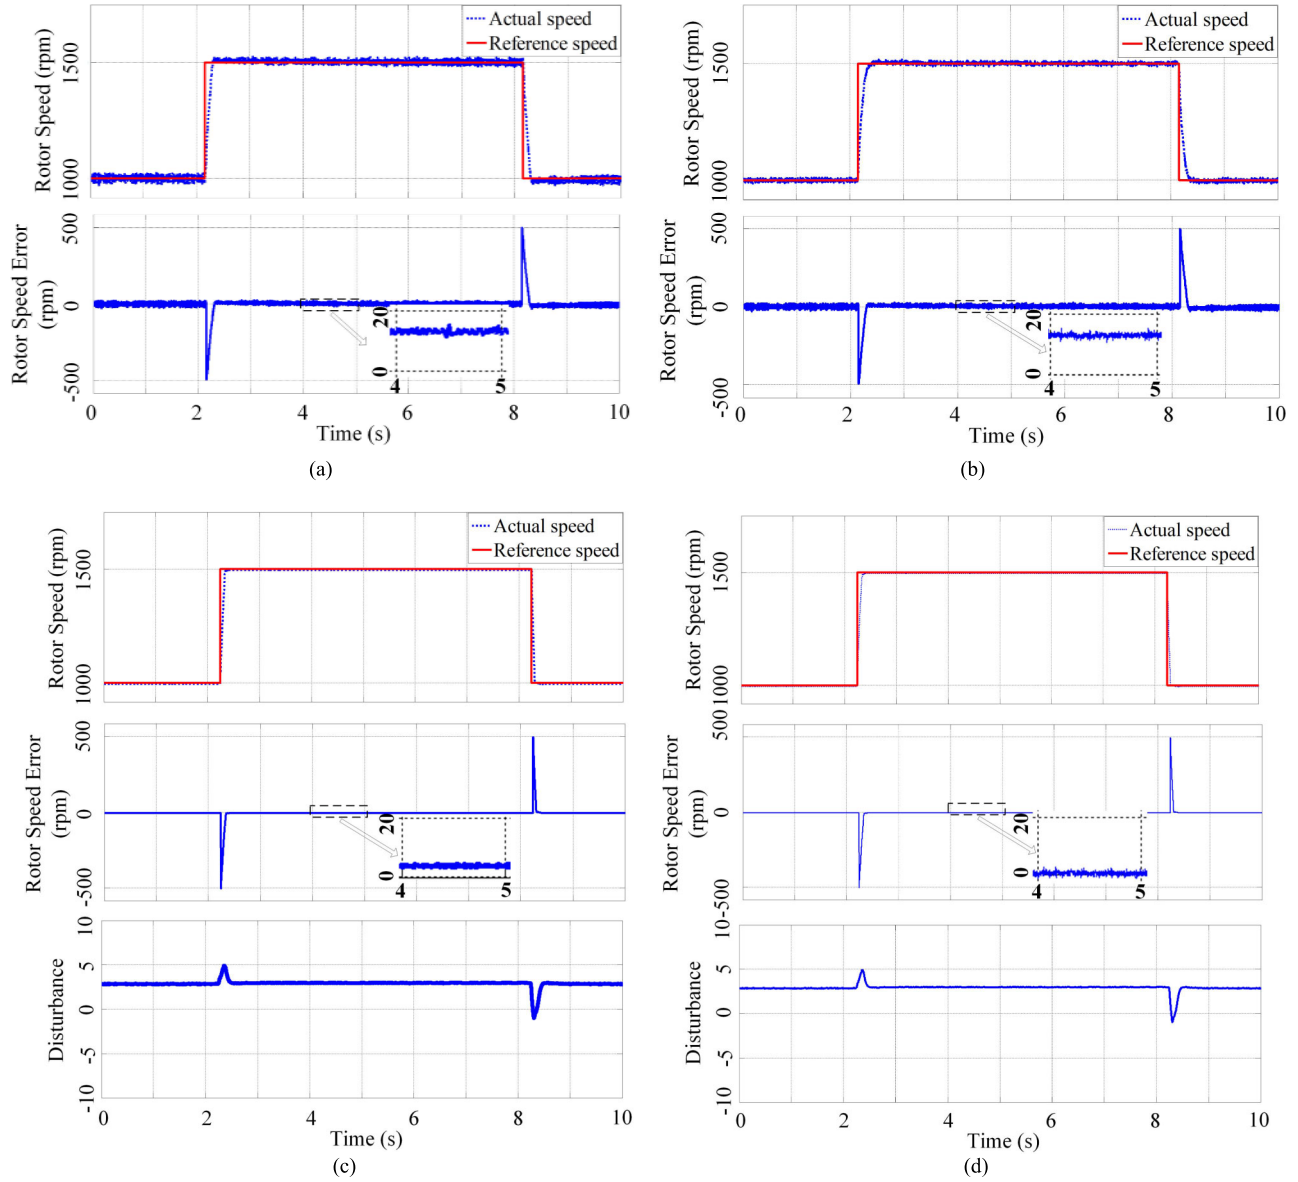 Actual speed
Reference speed
Rotor Speed (rpm)
1500
1000
Rotor Speed Error
(rpm)
500
0
-500
20
0
4
5
0
2
4
6
8
10
Time (s)
(a)
Actual speed
Reference speed
Rotor Speed (rpm)
1500
1000
Rotor Speed Error
(rpm)
500
0
-500
20
0
4
5
0
2
4
6
8
10
Time (s)
(b)
Actual speed
Reference speed
Rotor Speed (rpm)
1500
1000
Rotor Speed Error
(rpm)
500
0
-500
20
0
4
5
Disturbance
10
5
0
-5
-10
0
2
4
6
8
10
Time (s)
(c)
Actual speed
Reference speed
Rotor Speed (rpm)
1500
1000
Rotor Speed Error
(rpm)
500
0
-500
20
0
4
5
Disturbance
10
5
0
-5
-10
0
2
4
6
8
10
Time (s)
(d)